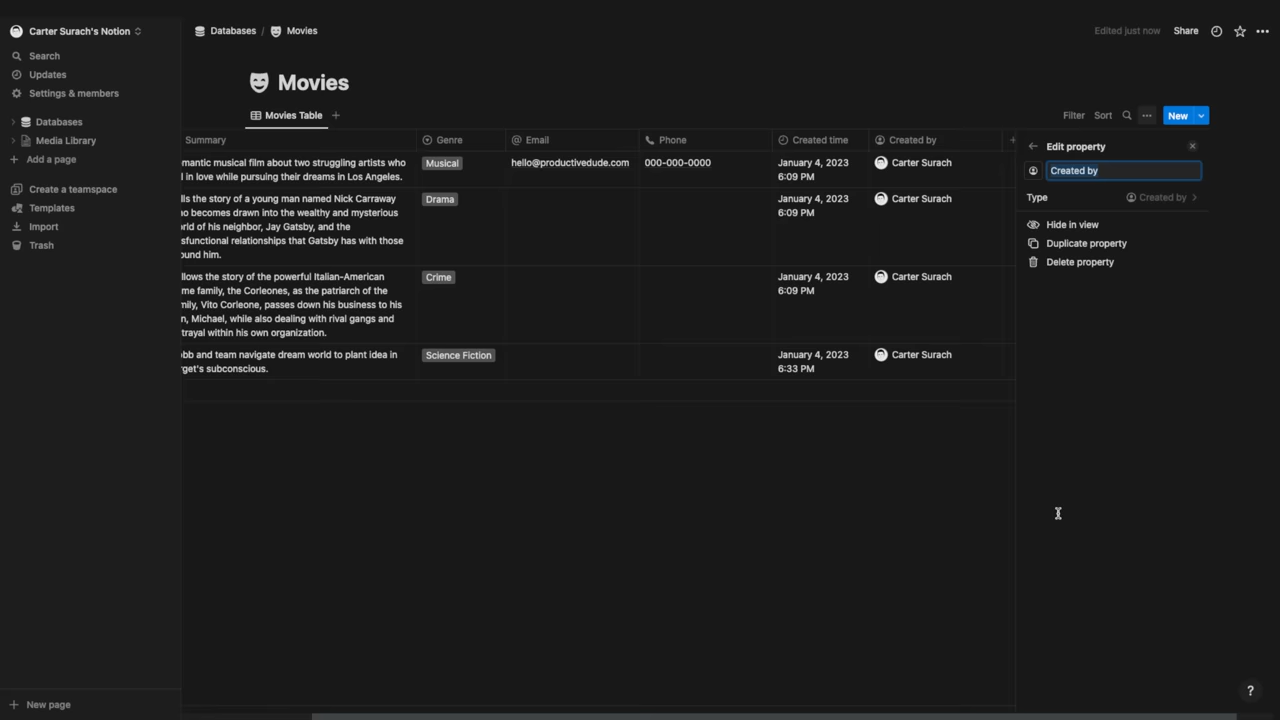 Carter Surach's Notion
Search
Updates
Settings & members
Databases
Media Library
Add a page
Create a teamspace
Templates
Import
Trash
New page
Databases / Movies
Edited just now
Share
Movies
Movies Table
Filter
Sort
New
Summary
Genre
Email
Phone
Created time
Created by
mantic musical film about two struggling artists who
l in love while pursuing their dreams in Los Angeles.
Musical
hello@productivedude.com
000-000-0000
January 4, 2023
6:09 PM
Carter Surach
lls the story of a young man named Nick Carraway
o becomes drawn into the wealthy and mysterious
rld of his neighbor, Jay Gatsby, and the
sfunctional relationships that Gatsby has with those
ound him.
Drama
January 4, 2023
6:09 PM
Carter Surach
llows the story of the powerful Italian-American
me family, the Corleones, as the patriarch of the
mily, Vito Corleone, passes down his business to his
n, Michael, while also dealing with rival gangs and
trayal within his own organization.
Crime
January 4, 2023
6:09 PM
Carter Surach
bb and team navigate dream world to plant idea in
rget's subconscious.
Science Fiction
January 4, 2023
6:33 PM
Carter Surach
Edit property
Created by
Type
Created by
Hide in view
Duplicate property
Delete property
?